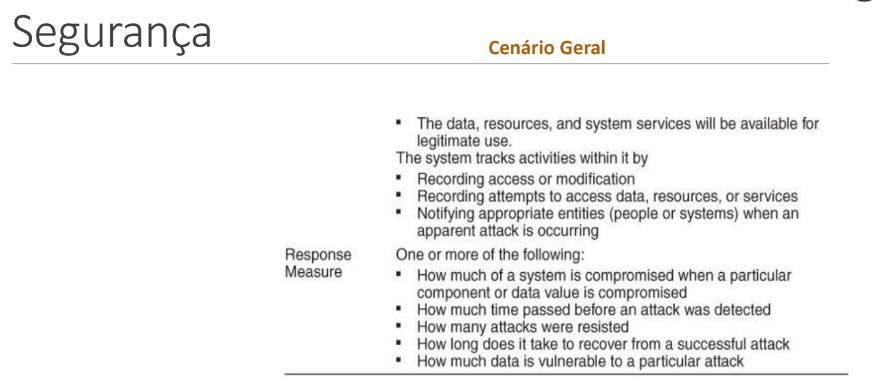 Segurança
Cenário Geral
▪ The data, resources, and system services will be available for
legitimate use.
The system tracks activities within it by
▪ Recording access or modification
▪ Recording attempts to access data, resources, or services
▪ Notifying appropriate entities (people or systems) when an
apparent attack is occurring
Response One or more of the following:
Measure
▪ How much of a system is compromised when a particular
component or data value is compromised
▪ How much time passed before an attack was detected
▪ How many attacks were resisted
▪ How long does it take to recover from a successful attack
▪ How much data is vulnerable to a particular attack